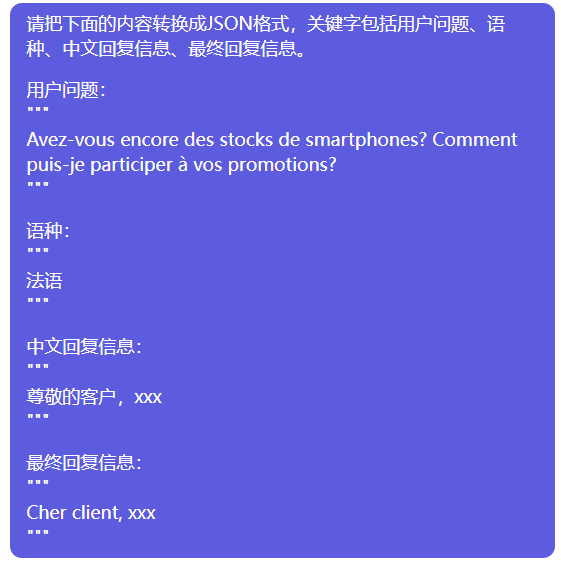 请把下面的内容转换成JSON格式，关键字包括用户问题、语
种、中文回复信息、最终回复信息。
用户问题：
"""
Avez-vous encore des stocks de smartphones? Comment
puis-je participer à vos promotions?
"""
语种：
"""
法语
"""
中文回复信息：
"""
尊敬的客户，xxx
"""
最终回复信息：
"""
Cher client, xxx
"""